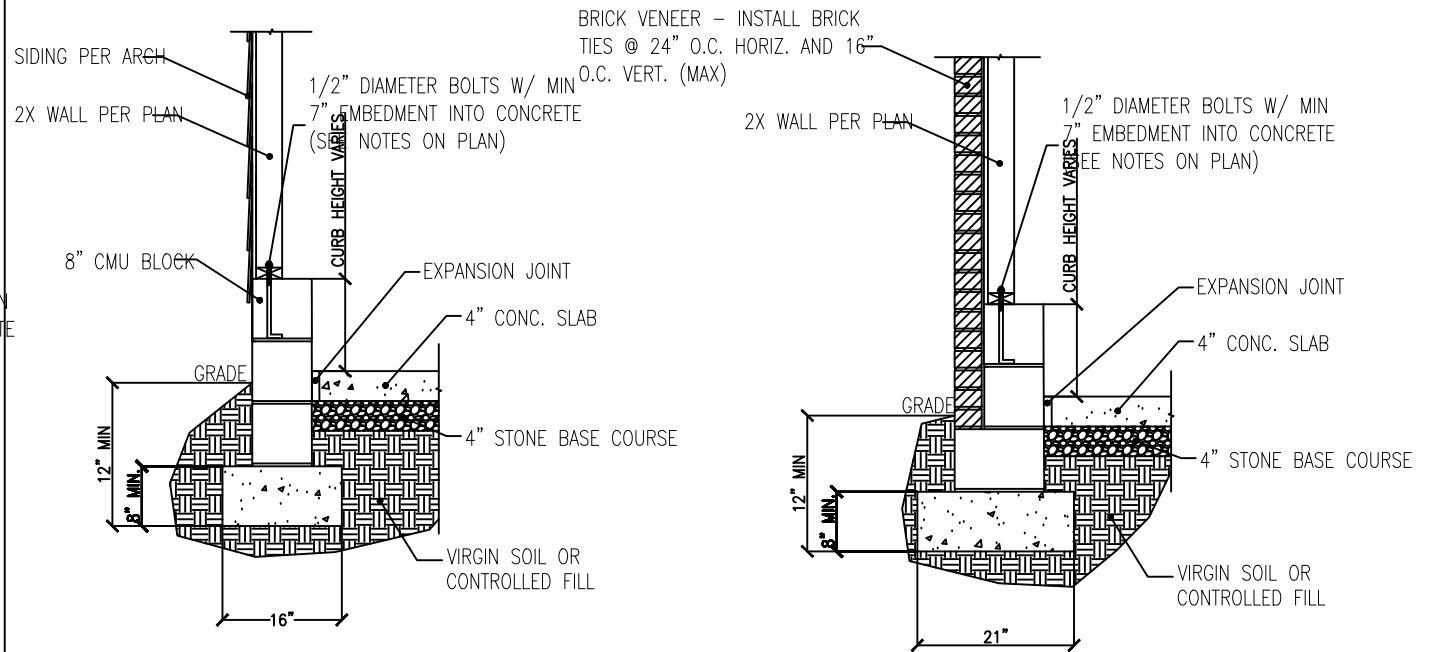 SIDING PER ARCH
2X WALL PER PLAN
1/2" DIAMETER BOLTS W/ MIN
7" EMBEDMENT INTO CONCRETE
(SEE NOTES ON PLAN)
CURB HEIGHT VARIES
8" CMU BLOCK
EXPANSION JOINT
4" CONC. SLAB
GRADE
4" STONE BASE COURSE
12" MIN
8" MIN.
VIRGIN SOIL OR
CONTROLLED FILL
16"
BRICK VENEER – INSTALL BRICK
TIES @ 24" O.C. HORIZ. AND 16"
O.C. VERT. (MAX)
2X WALL PER PLAN
1/2" DIAMETER BOLTS W/ MIN
7" EMBEDMENT INTO CONCRETE
(SEE NOTES ON PLAN)
CURB HEIGHT VARIES
EXPANSION JOINT
4" CONC. SLAB
GRADE
4" STONE BASE COURSE
12" MIN
8" MIN.
VIRGIN SOIL OR
CONTROLLED FILL
21"